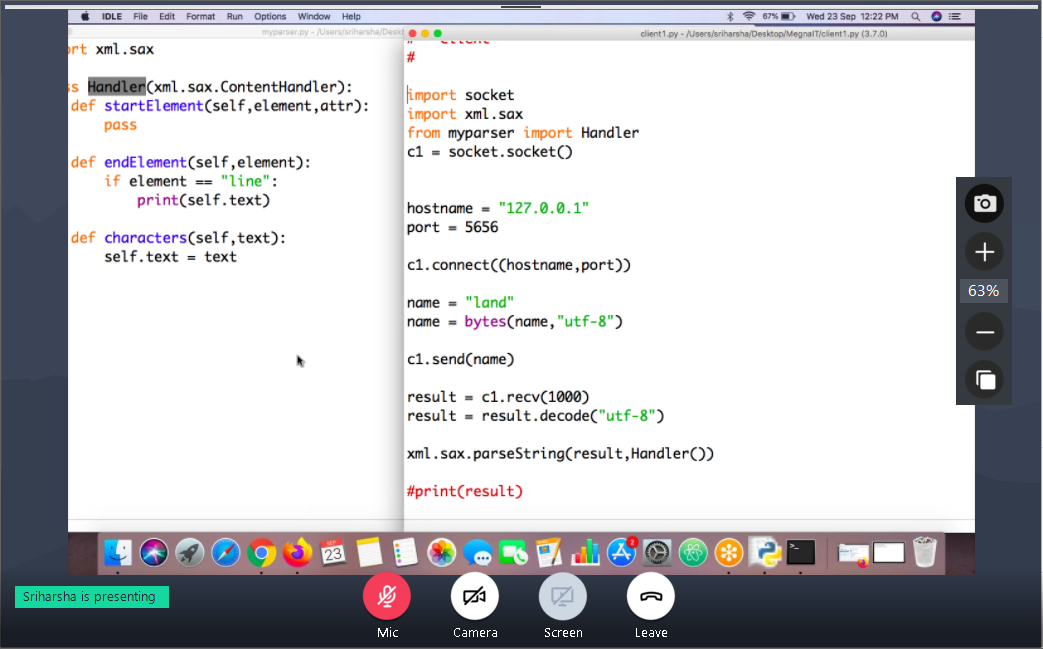 IDLE File Edit Format Run Options Window Help 67% Wed 23 Sep 12:22 PM
myparser.py - /Users/sriharsha/Deskt
client1.py - /Users/sriharsha/Desktop/MegnaIT/client1.py (3.7.0)
ort xml.sax
ss Handler(xml.sax.ContentHandler):
def startElement(self,element,attr):
pass
def endElement(self,element):
if element == "line":
print(self.text)
def characters(self,text):
self.text = text
# client
#
import socket
import xml.sax
from myparser import Handler
c1 = socket.socket()
hostname = "127.0.0.1"
port = 5656
c1.connect((hostname,port))
name = "land"
name = bytes(name,"utf-8")
c1.send(name)
result = c1.recv(1000)
result = result.decode("utf-8")
xml.sax.parseString(result,Handler())
#print(result)
63%
SEP
23
2
Sriharsha is presenting
Mic
Camera
Screen
Leave